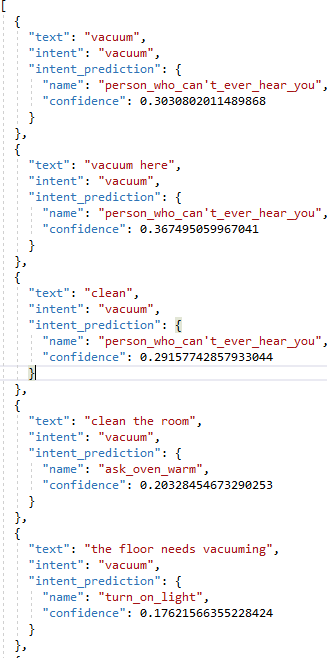 [
  {
    "text": "vacuum",
    "intent": "vacuum",
    "intent_prediction": {
      "name": "person_who_can't_ever_hear_you",
      "confidence": 0.3030802011489868
    }
  },
  {
    "text": "vacuum here",
    "intent": "vacuum",
    "intent_prediction": {
      "name": "person_who_can't_ever_hear_you",
      "confidence": 0.367495059967041
    }
  },
  {
    "text": "clean",
    "intent": "vacuum",
    "intent_prediction": {
      "name": "person_who_can't_ever_hear_you",
      "confidence": 0.29157742857933044
    }
  },
  {
    "text": "clean the room",
    "intent": "vacuum",
    "intent_prediction": {
      "name": "ask_oven_warm",
      "confidence": 0.20328454673290253
    }
  },
  {
    "text": "the floor needs vacuuming",
    "intent": "vacuum",
    "intent_prediction": {
      "name": "turn_on_light",
      "confidence": 0.17621566355228424
    }
  },